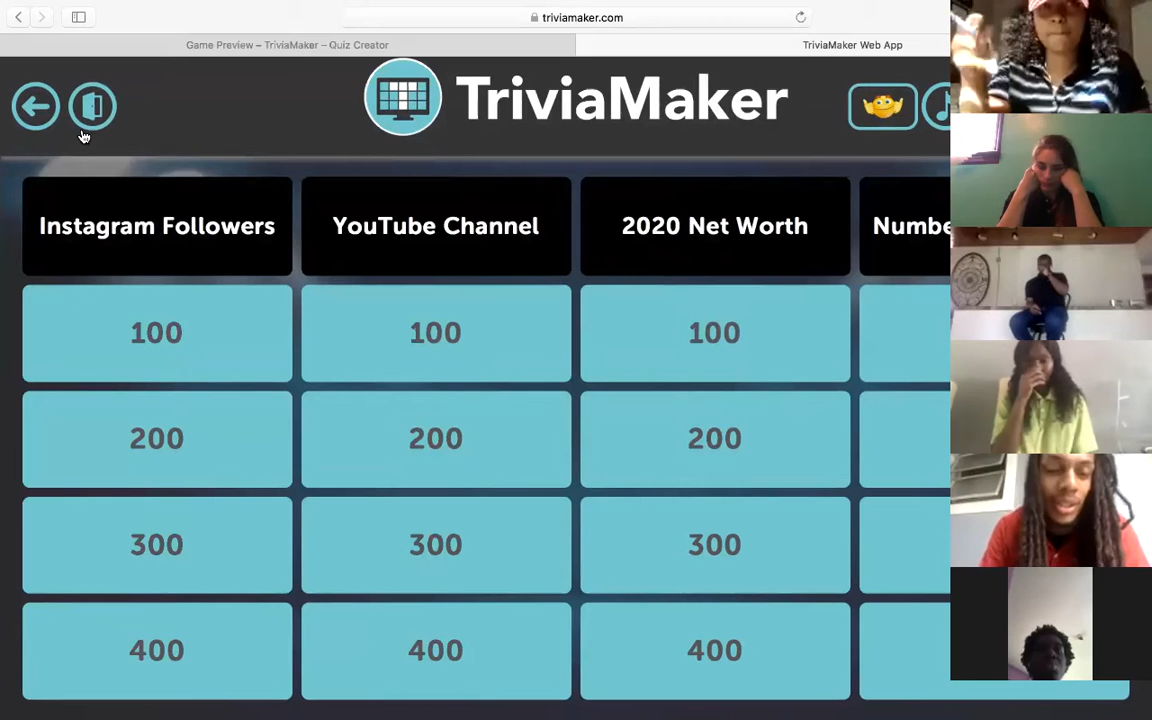 triviamaker.com
Game Preview – TriviaMaker – Quiz Creator
TriviaMaker Web App
TriviaMaker
Instagram Followers
YouTube Channel
2020 Net Worth
100
100
100
200
200
200
300
300
300
400
400
400